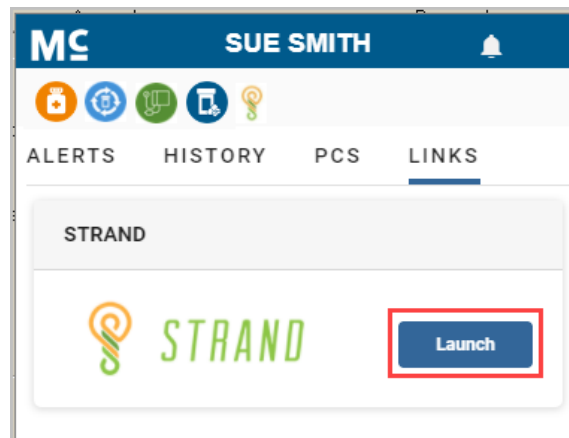 Mc SUE SMITH
ALERTS HISTORY PCS LINKS
STRAND
STRAND Launch